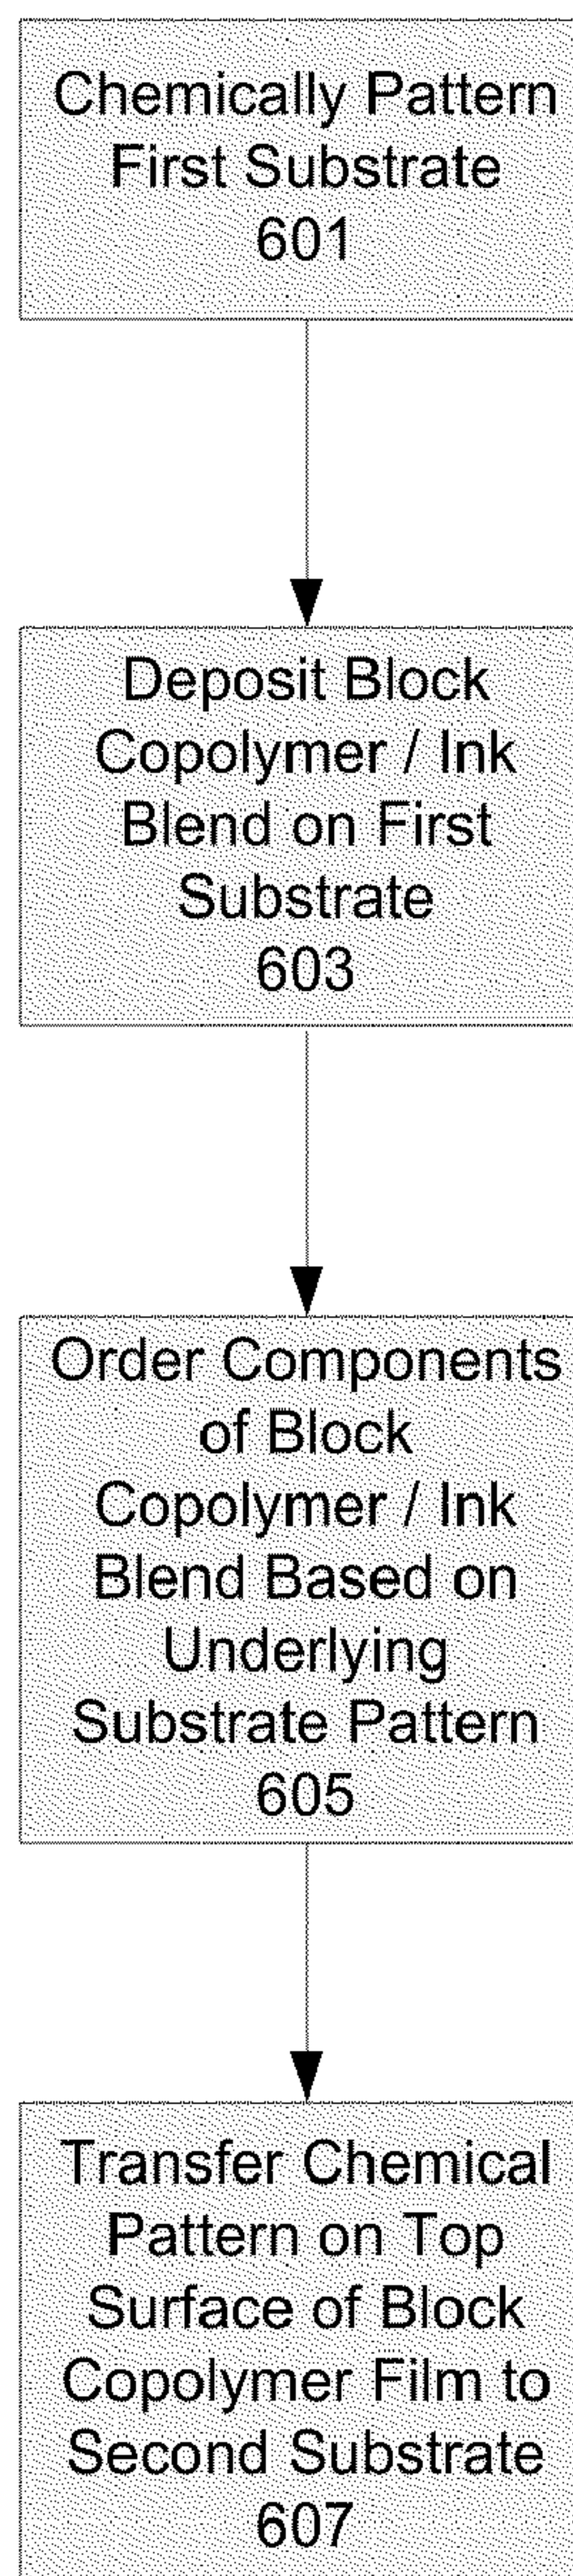 Chemically Pattern
First Substrate
601
Deposit Block
Copolymer / Ink
Blend on First
Substrate
603
Order Components
of Block
Copolymer / Ink
Blend Based on
Underlying
Substrate Pattern
605
Transfer Chemical
Pattern on Top
Surface of Block
Copolymer Film to
Second Substrate
607